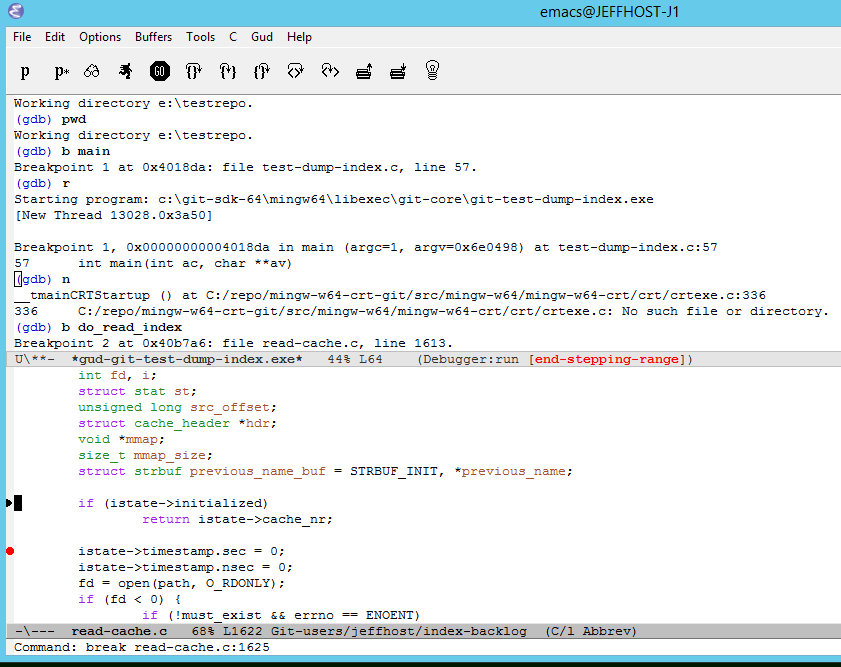 emacs@JEFFHOST-J1
File Edit Options Buffers Tools C Gud Help
p p* GO {} {} {} <> <>
Working directory e:\testrepo.
(gdb) pwd
Working directory e:\testrepo.
(gdb) b main
Breakpoint 1 at 0x4018da: file test-dump-index.c, line 57.
(gdb) r
Starting program: c:\git-sdk-64\mingw64\libexec\git-core\git-test-dump-index.exe
[New Thread 13028.0x3a50]
Breakpoint 1, 0x00000000004018da in main (argc=1, argv=0x6e0498) at test-dump-index.c:57
57      int main(int ac, char **av)
(gdb) n
__tmainCRTStartup () at C:/repo/mingw-w64-crt-git/src/mingw-w64/mingw-w64-crt/crt/crtexe.c:336
336     C:/repo/mingw-w64-crt-git/src/mingw-w64/mingw-w64-crt/crt/crtexe.c: No such file or directory.
(gdb) b do_read_index
Breakpoint 2 at 0x40b7a6: file read-cache.c, line 1613.
U\**-  *gud-git-test-dump-index.exe*   44% L64    (Debugger:run [end-stepping-range])
int fd, i;
struct stat st;
unsigned long src_offset;
struct cache_header *hdr;
void *mmap;
size_t mmap_size;
struct strbuf previous_name_buf = STRBUF_INIT, *previous_name;
if (istate->initialized)
return istate->cache_nr;
istate->timestamp.sec = 0;
istate->timestamp.nsec = 0;
fd = open(path, O_RDONLY);
if (fd < 0) {
if (!must_exist && errno == ENOENT)
-\---  read-cache.c   68% L1622 Git-users/jeffhost/index-backlog  (C/l Abbrev)
Command: break read-cache.c:1625